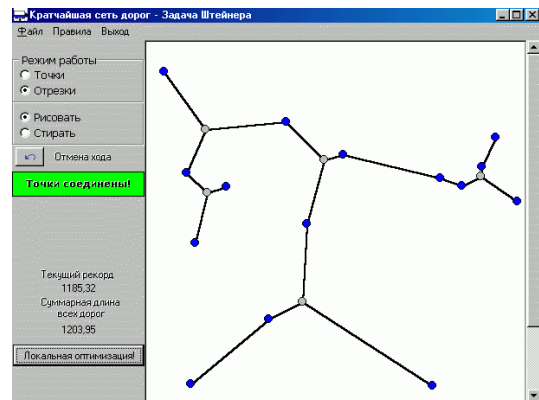 Кратчайшая сеть дорог - Задача Штейнера
Файл Правила Выход
Режим работы
Точки
Отрезки
Рисовать
Стирать
Отмена хода
Точки соединены!
Текущий рекорд
1185,32
Суммарная длина
всех дорог
1203,95
Локальная оптимизация!